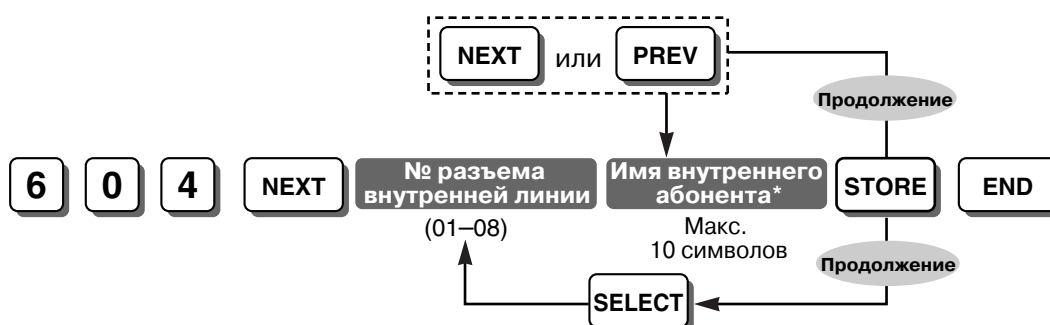 NEXT или PREV
Продолжение
6 0 4 NEXT № разъема внутренней линии Имя внутреннего абонента* STORE END
(01–08)
Макс.
10 символов
Продолжение
SELECT